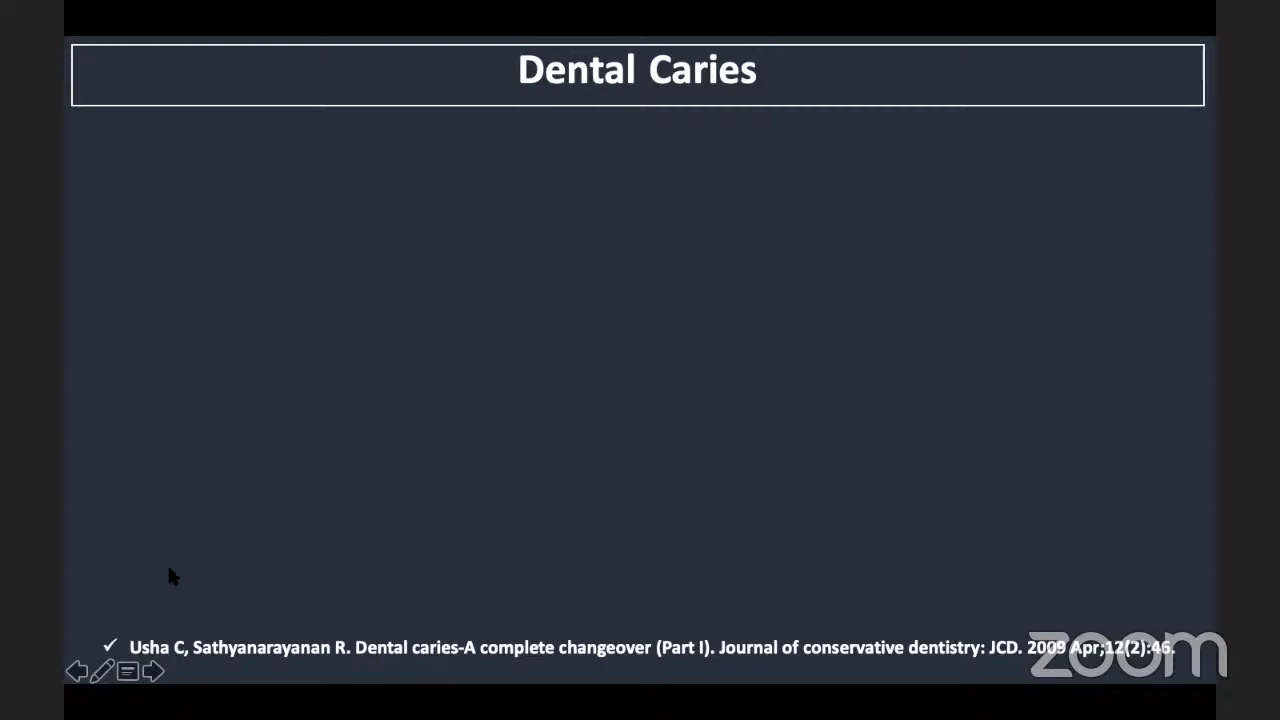 Dental Caries
✓ Usha C, Sathyanarayanan R. Dental caries-A complete changeover (Part I). Journal of conservative dentistry: JCD. 2009 Apr;12(2):46.
zoom